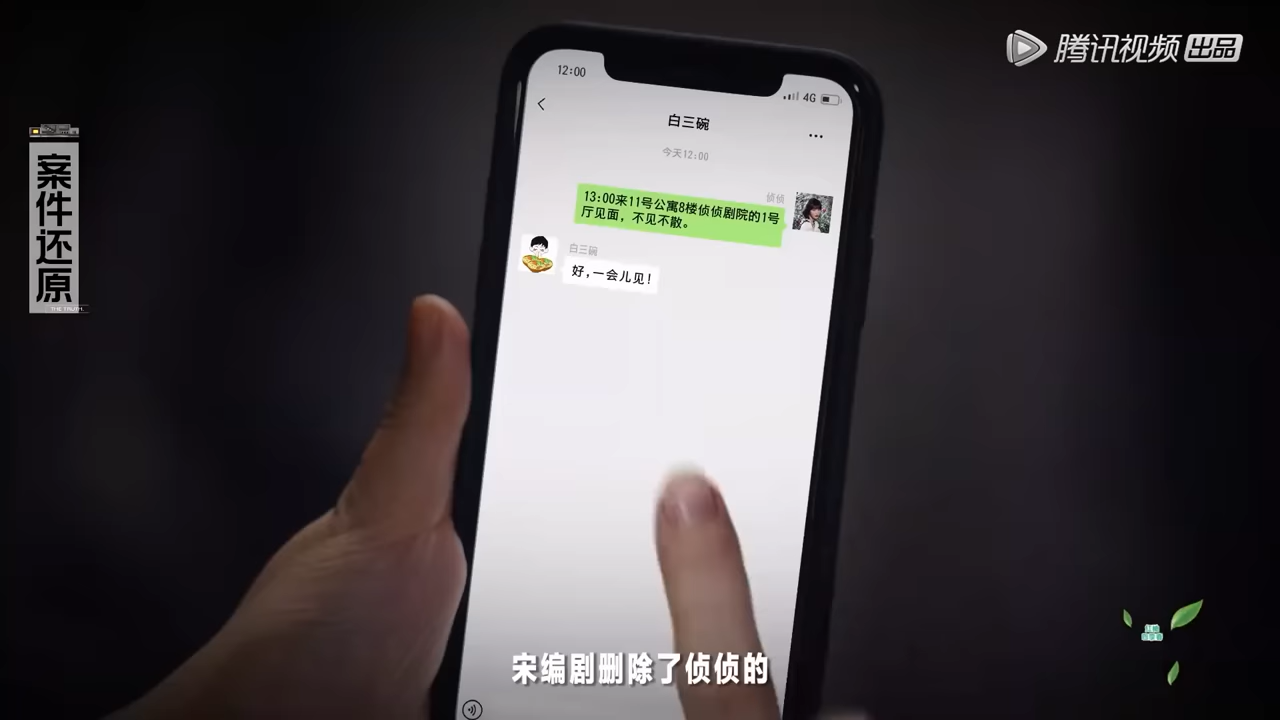 腾讯视频 出品
案件还原
THE TRUTH.
12:00
4G
白三碗
今天12:00
侦侦
13:00来11号公寓8楼侦侦剧院的1号
厅见面，不见不散。
白三碗
好，一会儿见！
宋编剧删除了侦侦的